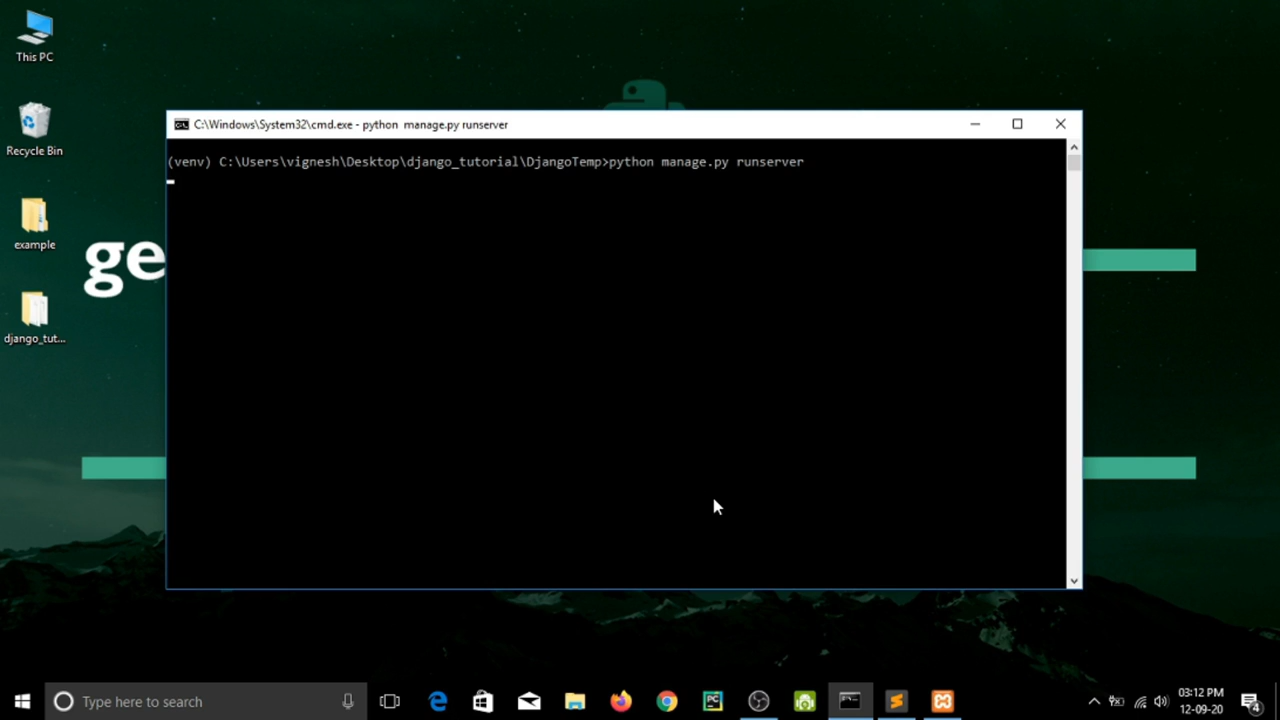 This PC
Recycle Bin
example
django_tut...
ge
C:\Windows\System32\cmd.exe - python manage.py runserver
(venv) C:\Users\vignesh\Desktop\django_tutorial\DjangoTemp>python manage.py runserver
Type here to search
03:12 PM
12-09-20
4